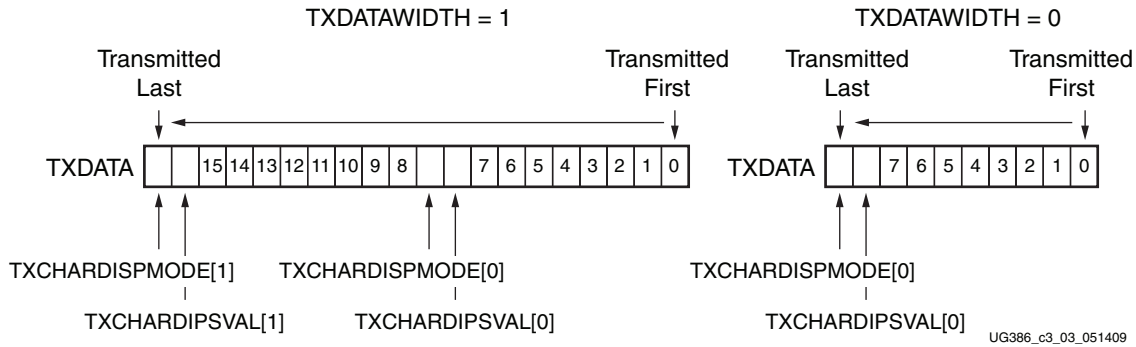 TXDATAWIDTH = 1 TXDATAWIDTH = 0
Transmitted Last Transmitted First Transmitted Last Transmitted First
TXDATA 15 14 13 12 11 10 9 8 7 6 5 4 3 2 1 0 TXDATA 7 6 5 4 3 2 1 0
TXCHARDISPMODE[1] TXCHARDISPMODE[0] TXCHARDISPMODE[0]
TXCHARDIPSVAL[1] TXCHARDIPSVAL[0] TXCHARDIPSVAL[0]
UG386_c3_03_051409